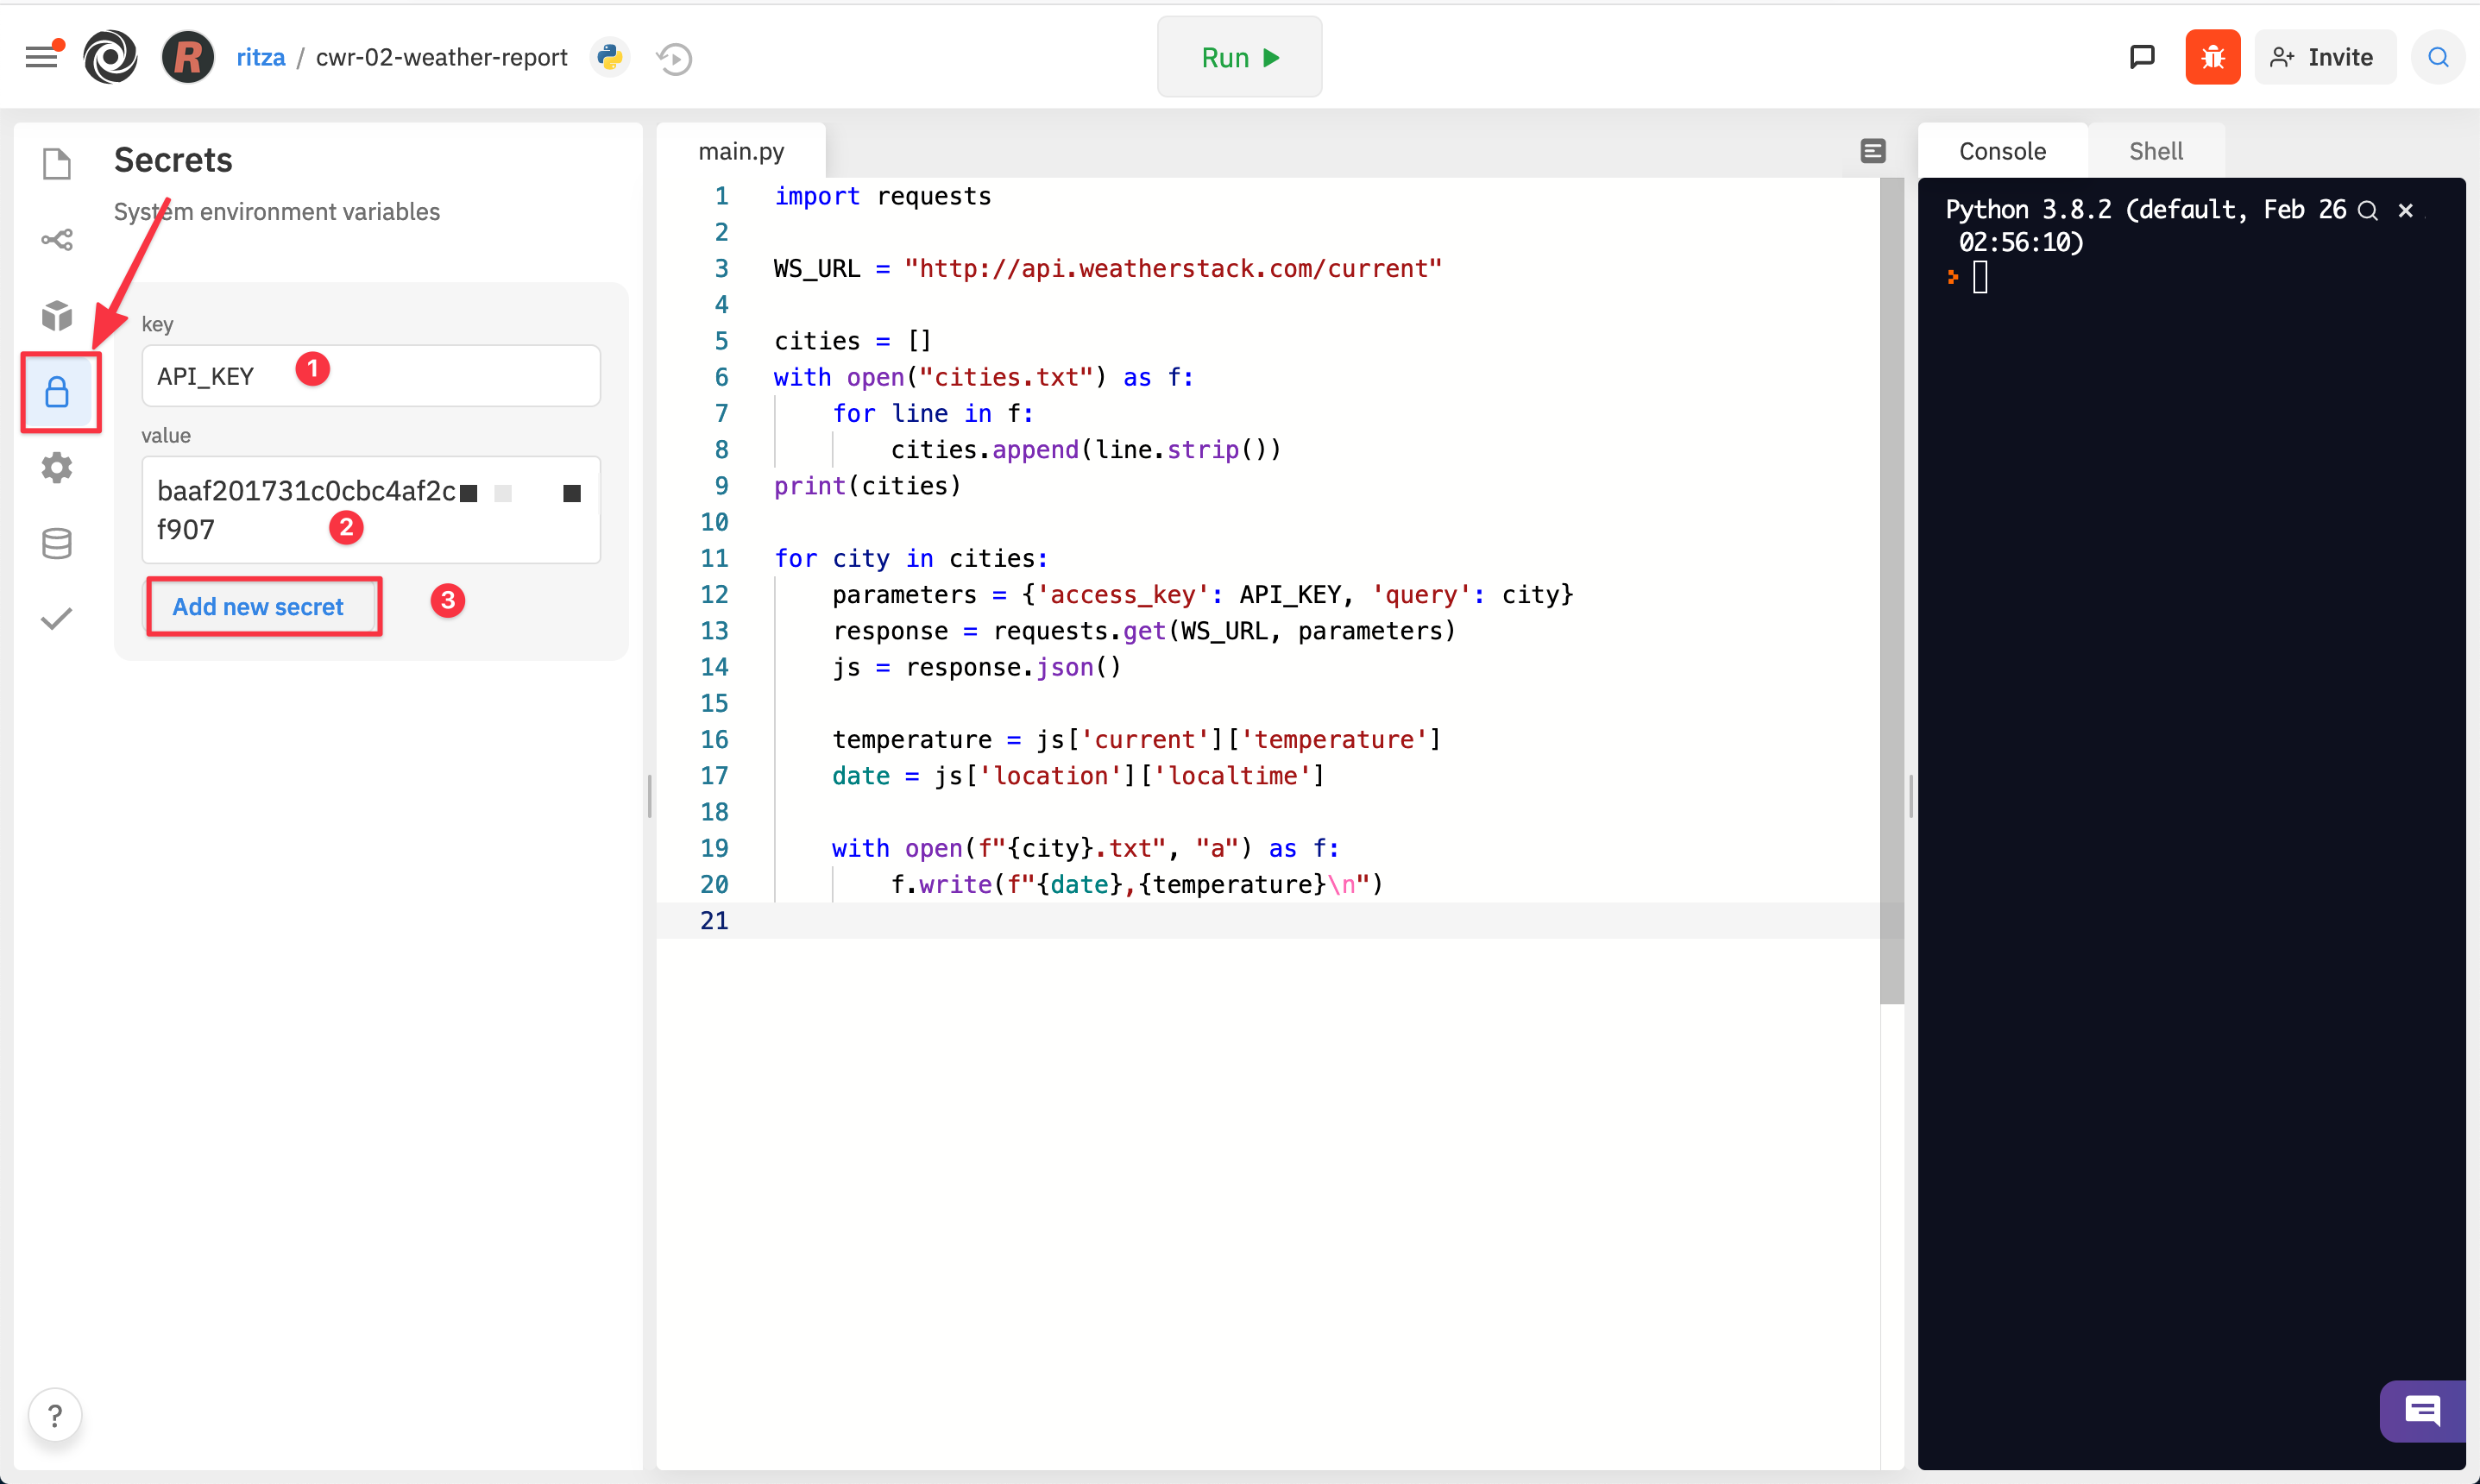 ritza / cwr-02-weather-report
Run
Invite
Secrets
System environment variables
key
API_KEY
1
value
baaf201731c0cbc4af2c
f907
2
Add new secret
3
?
main.py
1 import requests
2
3 WS_URL = "http://api.weatherstack.com/current"
4
5 cities = []
6 with open("cities.txt") as f:
7     for line in f:
8         cities.append(line.strip())
9 print(cities)
10
11 for city in cities:
12     parameters = {'access_key': API_KEY, 'query': city}
13     response = requests.get(WS_URL, parameters)
14     js = response.json()
15
16     temperature = js['current']['temperature']
17     date = js['location']['localtime']
18
19     with open(f"{city}.txt", "a") as f:
20         f.write(f"{date},{temperature}\n")
21
Console
Shell
Python 3.8.2 (default, Feb 26
02:56:10)